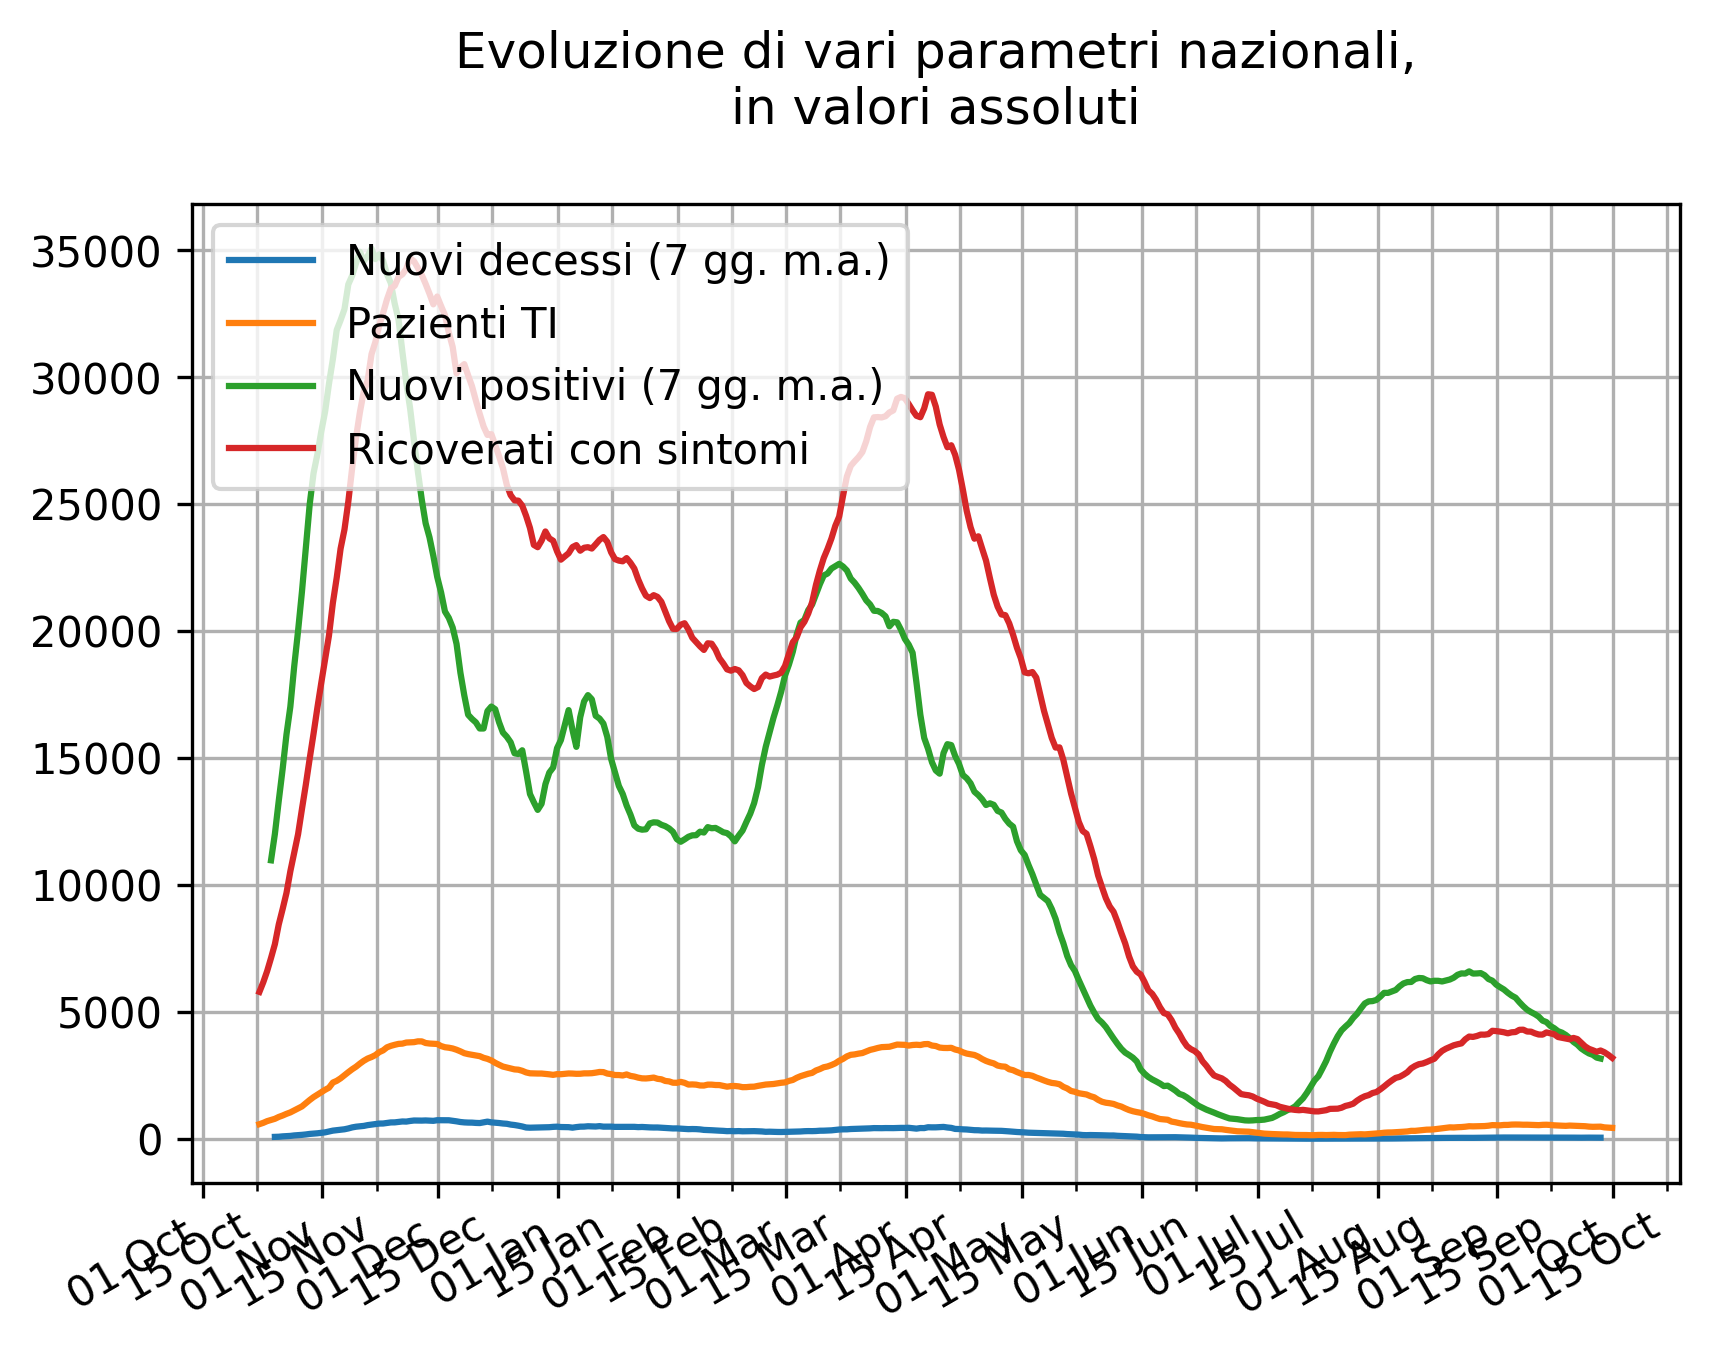 Evoluzione di vari parametri nazionali,
in valori assoluti
35000
30000
25000
20000
15000
10000
5000
0
Nuovi decessi (7 gg. m.a.)
Pazienti TI
Nuovi positivi (7 gg. m.a.)
Ricoverati con sintomi
01 Oct
15 Oct
01 Nov
15 Nov
01 Dec
15 Dec
01 Jan
15 Jan
01 Feb
15 Feb
01 Mar
15 Mar
01 Apr
15 Apr
01 May
15 May
01 Jun
15 Jun
01 Jul
15 Jul
01 Aug
15 Aug
01 Sep
15 Sep
01 Oct
15 Oct